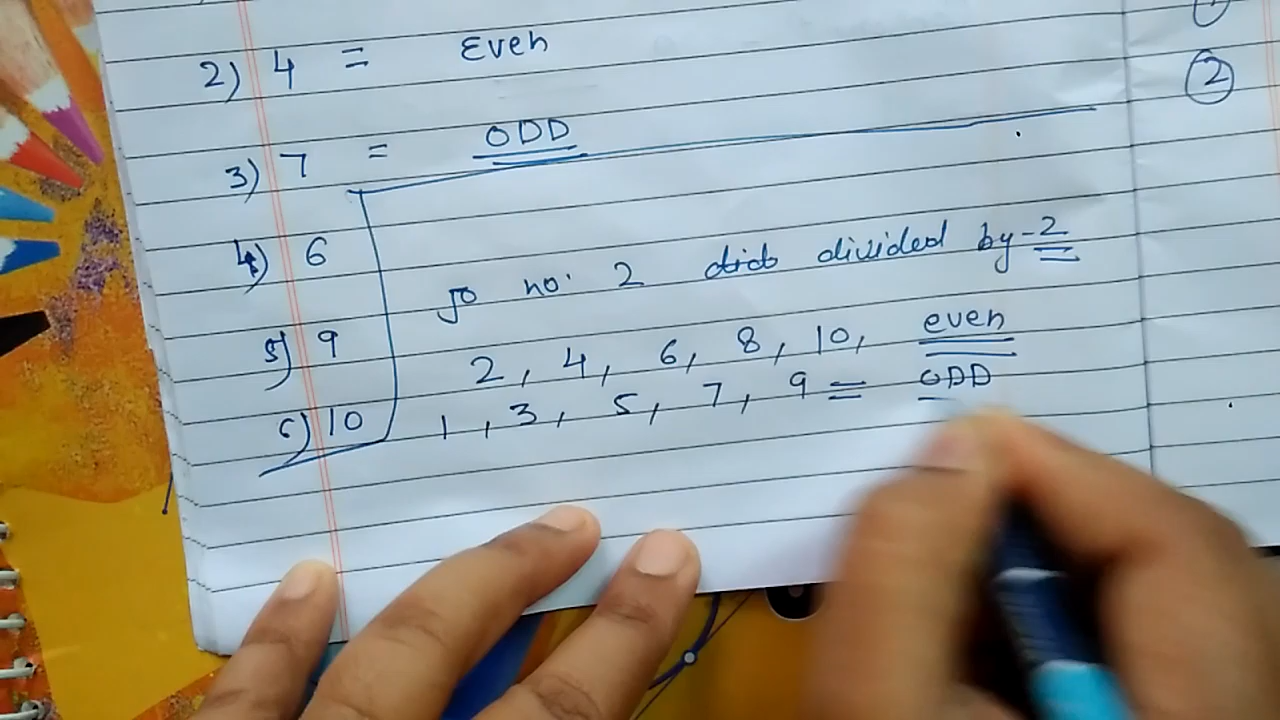 2) 4 = Even
②
3) 7 = ODD
4) 6
jo no. 2 divided by - 2
5) 9
2, 4, 6, 8, 10, even
6) 10
1, 3, 5, 7, 9 = ODD